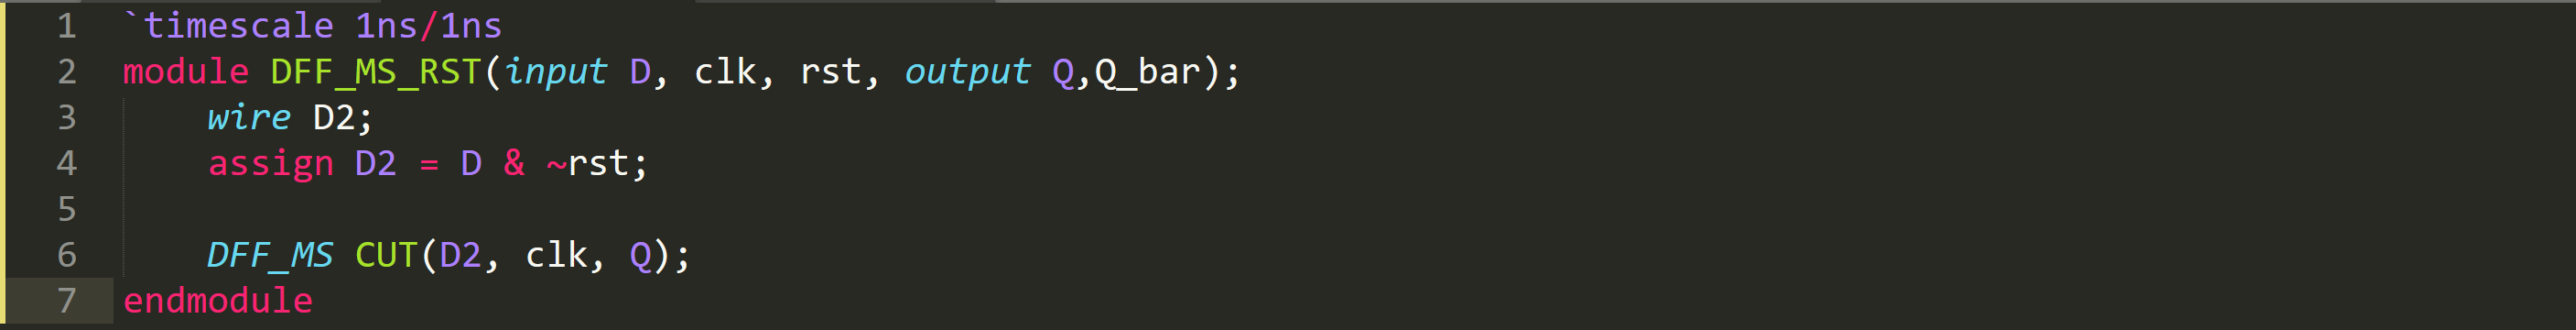 1 `timescale 1ns/1ns
2 module DFF_MS_RST(input D, clk, rst, output Q,Q_bar);
3     wire D2;
4     assign D2 = D & ~rst;
5
6     DFF_MS CUT(D2, clk, Q);
7 endmodule